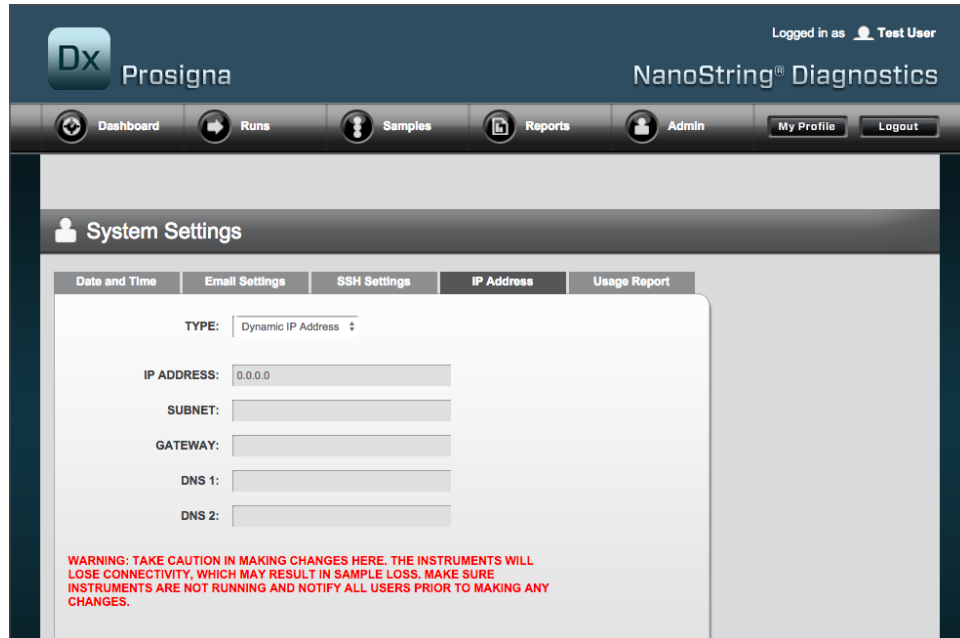 Logged in as Test User
Dx
Prosigna
NanoString® Diagnostics
Dashboard
Runs
Samples
Reports
Admin
My Profile
Logout
System Settings
Date and Time
Email Settings
SSH Settings
IP Address
Usage Report
TYPE: Dynamic IP Address
IP ADDRESS: 0.0.0.0
SUBNET:
GATEWAY:
DNS 1:
DNS 2:
WARNING: TAKE CAUTION IN MAKING CHANGES HERE. THE INSTRUMENTS WILL
LOSE CONNECTIVITY, WHICH MAY RESULT IN SAMPLE LOSS. MAKE SURE
INSTRUMENTS ARE NOT RUNNING AND NOTIFY ALL USERS PRIOR TO MAKING ANY
CHANGES.